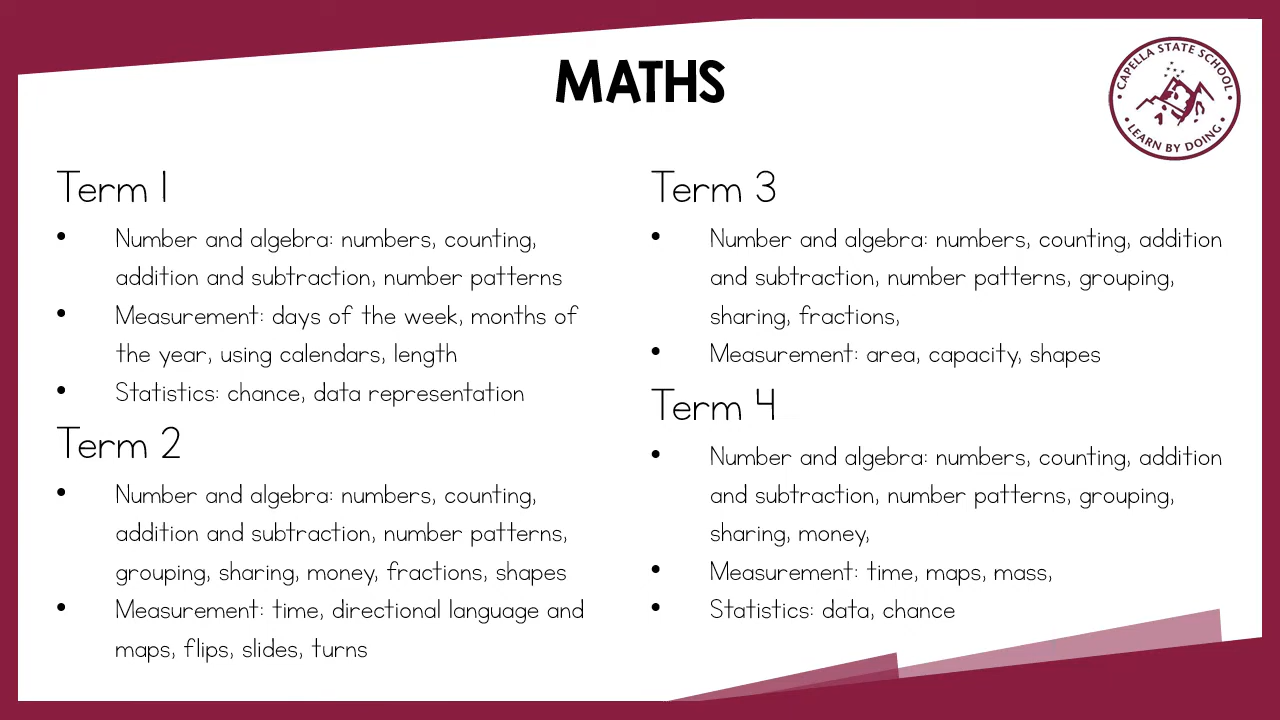 MATHS
CAPELLA STATE SCHOOL
• LEARN BY DOING •
Term 1
• Number and algebra: numbers, counting,
addition and subtraction, number patterns
• Measurement: days of the week, months of
the year, using calendars, length
• Statistics: chance, data representation
Term 2
• Number and algebra: numbers, counting,
addition and subtraction, number patterns,
grouping, sharing, money, fractions, shapes
• Measurement: time, directional language and
maps, flips, slides, turns
Term 3
• Number and algebra: numbers, counting, addition
and subtraction, number patterns, grouping,
sharing, fractions,
• Measurement: area, capacity, shapes
Term 4
• Number and algebra: numbers, counting, addition
and subtraction, number patterns, grouping,
sharing, money,
• Measurement: time, maps, mass,
• Statistics: data, chance